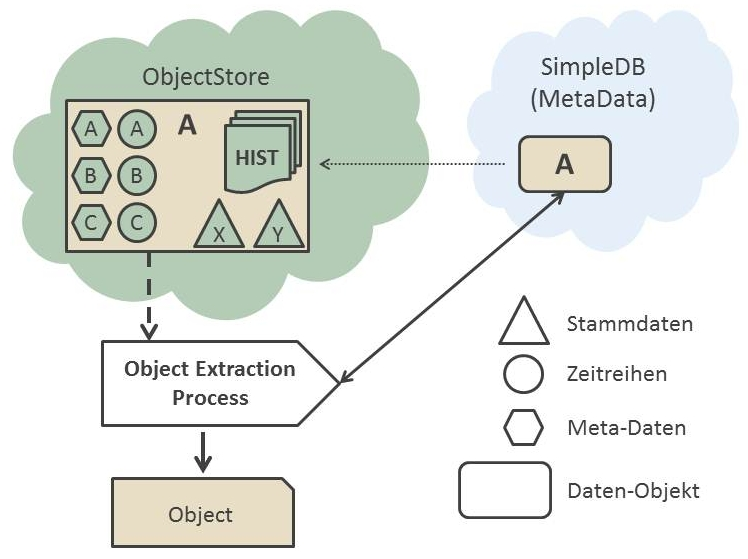 ObjectStore
SimpleDB
(MetaData)
A A A
HIST
B B
C C
X Y
A
Object Extraction
Process
Object
Stammdaten
Zeitreihen
Meta-Daten
Daten-Objekt